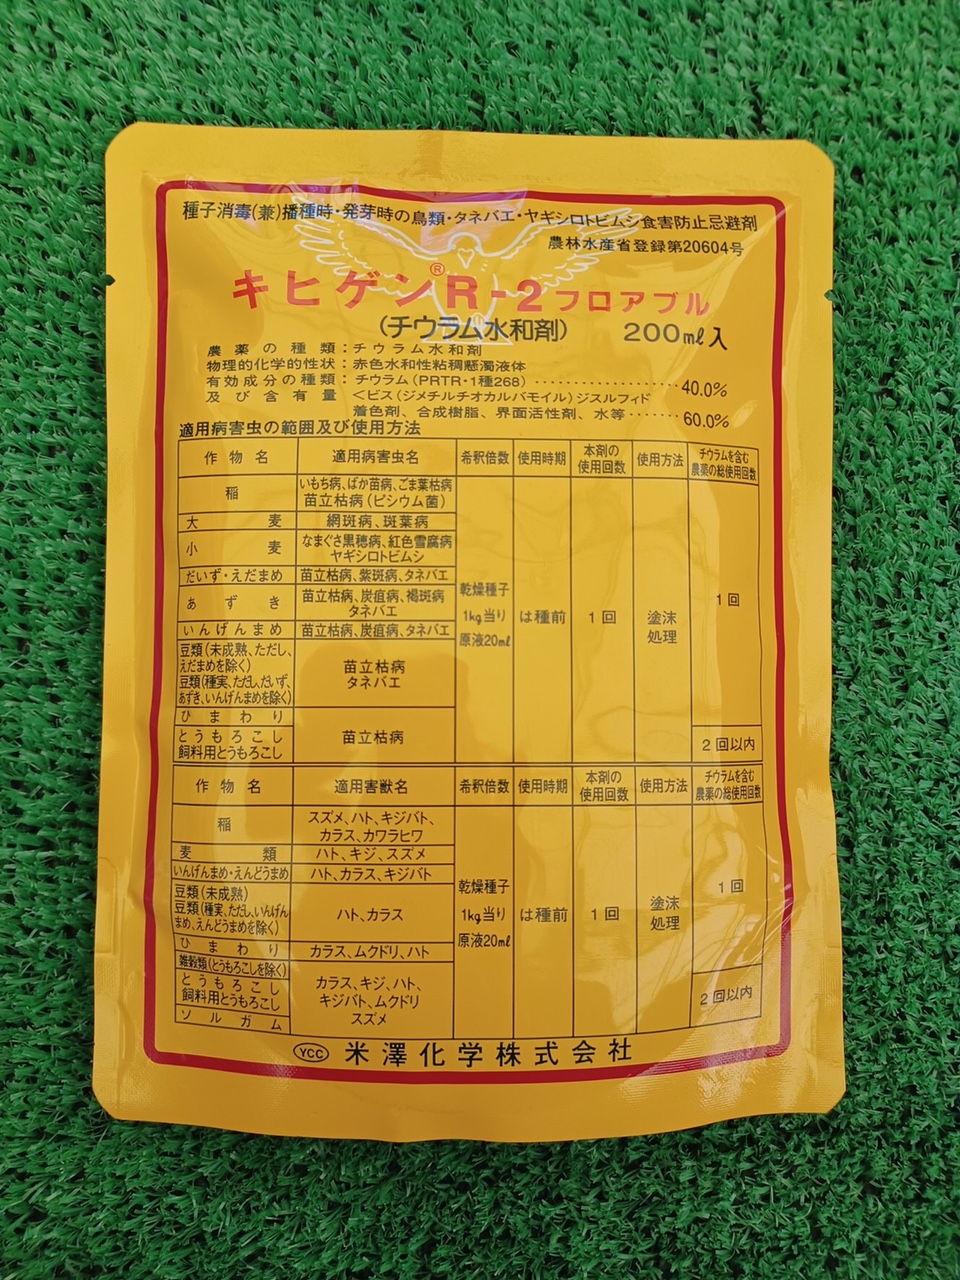 種子消毒(兼)播種時・発芽時の鳥類・タネバエ・ヤギシロトビムシ食害防止忌避剤
農林水産省登録第20604号
キヒゲン®R-2フロアブル
(チウラム水和剤) 200mℓ入
農薬の種類：チウラム水和剤
物理的化学的性状：赤色水和性粘稠懸濁液体
有効成分の種類：チウラム(PRTR・1種268)・・・・・・・・・・・・・・・・40.0%
及び含有量 <ビス(ジメチルチオカルバモイル)ジスルフィド
着色剤、合成樹脂、界面活性剤、水等・・・・・・・60.0%
適用病害虫の範囲及び使用方法
作物名 適用病害虫名 希釈倍数 使用時期 本剤の使用回数 使用方法 チウラムを含む農薬の総使用回数
稲 いもち病、ばか苗病、ごま葉枯病
苗立枯病(ピシウム菌)
大麦 網斑病、斑葉病
小麦 なまぐさ黒穂病、紅色雪腐病
ヤギシロトビムシ
だいず・えだまめ 苗立枯病、紫斑病、タネバエ
あずき 苗立枯病、炭疽病、褐斑病
タネバエ
いんげんまめ 苗立枯病、炭疽病、タネバエ
豆類(未成熟、ただし、
えだまめを除く)
豆類(種実、ただし、だいず、
あずき、いんげんまめを除く)
苗立枯病
タネバエ
ひまわり
とうもろこし
飼料用とうもろこし
苗立枯病
乾燥種子
1kg当り
原液20mℓ
は種前
1回
塗沫
処理
1回
2回以内
作物名 適用害獣名 希釈倍数 使用時期 本剤の使用回数 使用方法 チウラムを含む農薬の総使用回数
稲 スズメ、ハト、キジバト、
カラス、カワラヒワ
麦類 ハト、キジ、スズメ
いんげんまめ・えんどうまめ ハト、カラス、キジバト
豆類(未成熟)
豆類(種実、ただし、いんげん
まめ、えんどうまめを除く)
ハト、カラス
ひまわり カラス、ムクドリ、ハト
雑穀類(とうもろこしを除く)
とうもろこし
飼料用とうもろこし
ソルガム
カラス、キジ、ハト、
キジバト、ムクドリ
スズメ
乾燥種子
1kg当り
原液20mℓ
は種前
1回
塗沫
処理
1回
2回以内
YCC 米澤化学株式会社